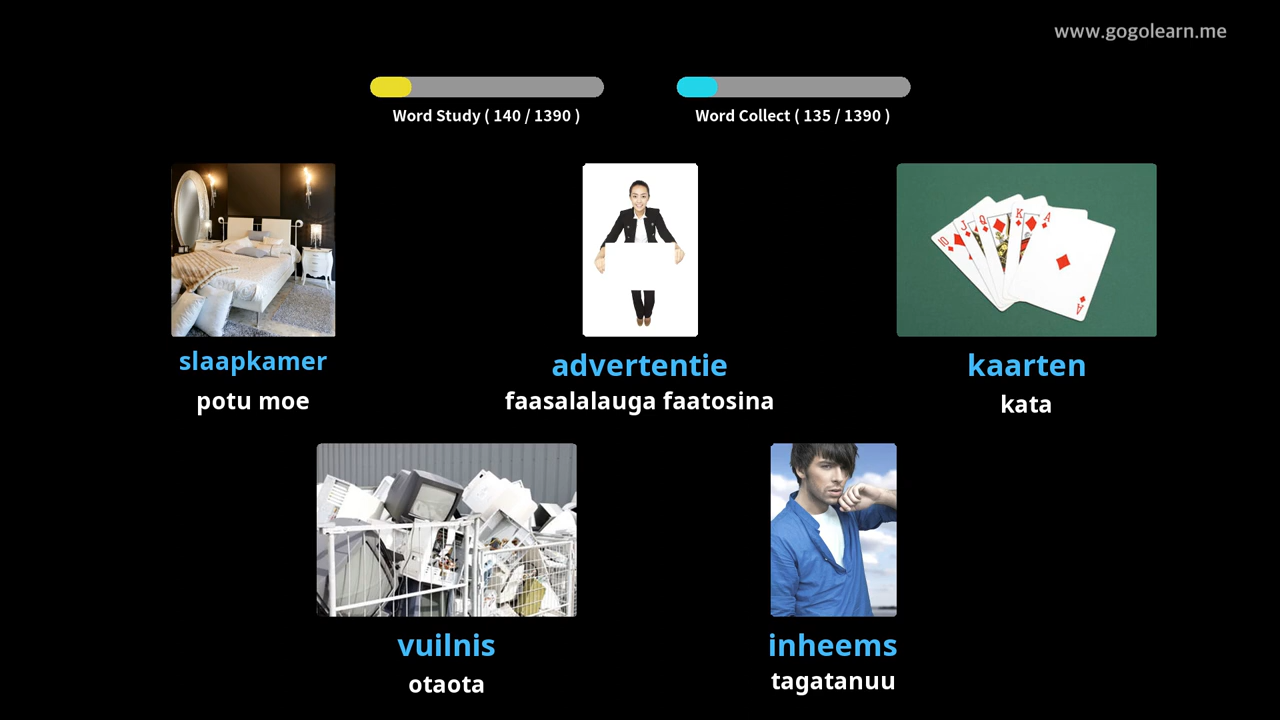 www.gogolearn.me
Word Study ( 140 / 1390 )
Word Collect ( 135 / 1390 )
10 J Q K A
A
slaapkamer
potu moe
advertentie
faasalalauga faatosina
kaarten
kata
vuilnis
otaota
inheems
tagatanuu